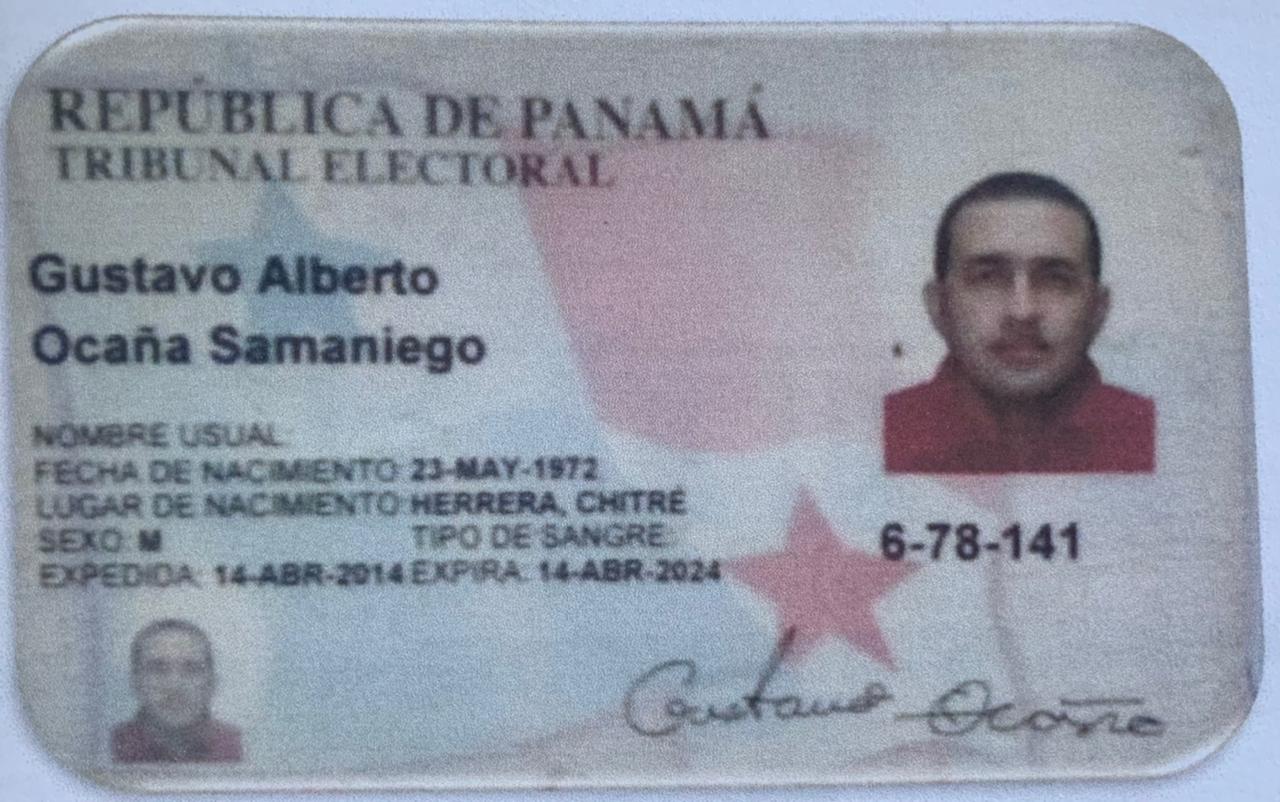 REPÚBLICA DE PANAMÁ
TRIBUNAL ELECTORAL
Gustavo Alberto
Ocaña Samaniego
NOMBRE USUAL:
FECHA DE NACIMIENTO: 23-MAY-1972
LUGAR DE NACIMIENTO: HERRERA, CHITRÉ
SEXO: M TIPO DE SANGRE:
EXPEDIDA: 14-ABR-2014 EXPIRA: 14-ABR-2024
6-78-141
Gustavo Ocaña